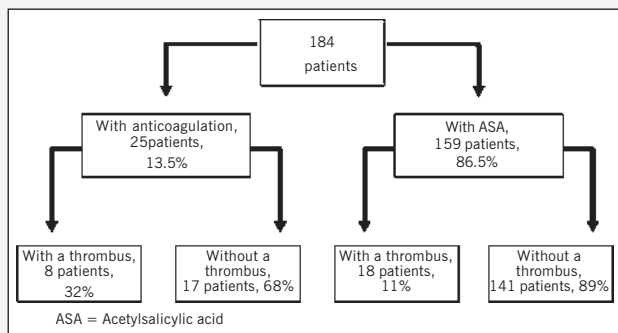 184
patients
With anticoagulation,
25patients,
13.5%
With ASA,
159 patients,
86.5%
With a thrombus,
8 patients,
32%
Without a
thrombus,
17 patients, 68%
With a thrombus,
18 patients,
11%
Without a
thrombus,
141 patients, 89%
ASA = Acetylsalicylic acid